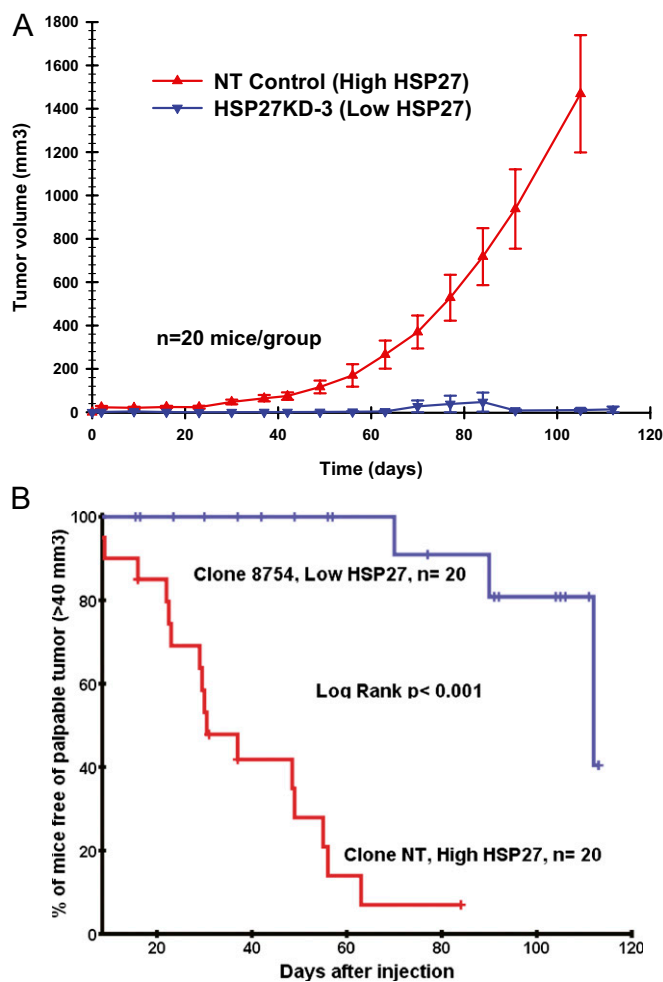 A
1800
1600
1400
1200
1000
800
600
400
200
0
Tumor volume (mm3)
NT Control (High HSP27)
HSP27KD-3 (Low HSP27)
n=20 mice/group
0 20 40 60 80 100 120
Time (days)
B
100
80
60
40
20
0
% of mice free of palpable tumor (>40 mm3)
Clone 8754, Low HSP27, n= 20
Log Rank p< 0.001
Clone NT, High HSP27, n= 20
20 40 60 80 100 120
Days after injection